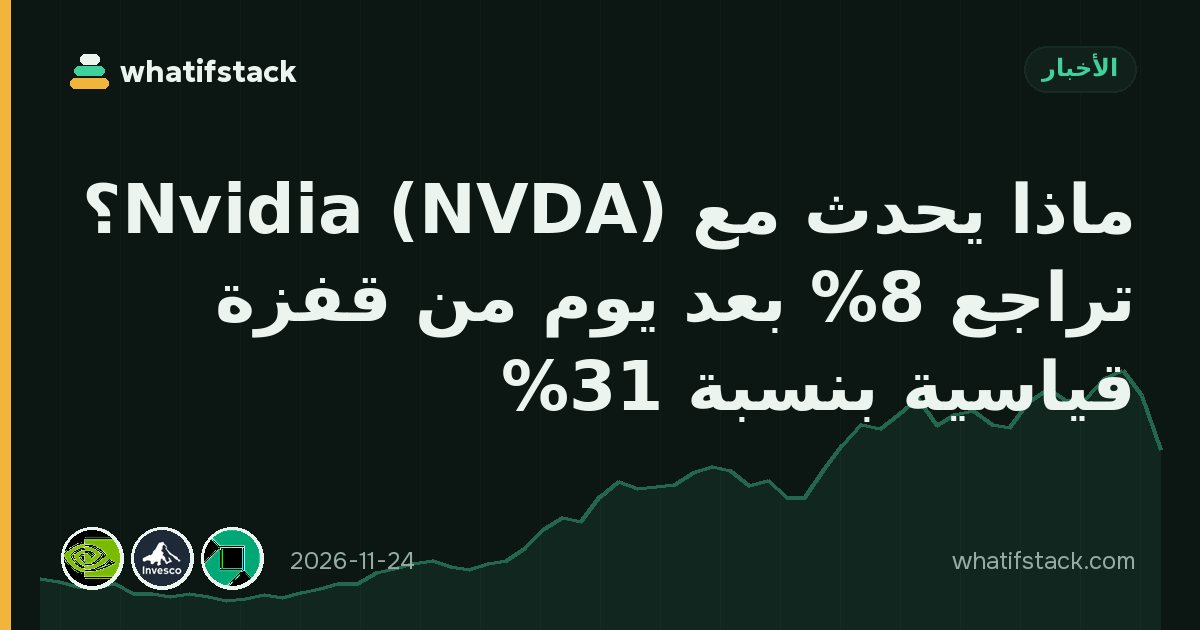 whatifstack
الأخبار
ماذا يحدث مع Nvidia (NVDA)؟
تراجع 8% بعد يوم من قفزة
قياسية بنسبة 31%
Invesco
2026-11-24
whatifstack.com